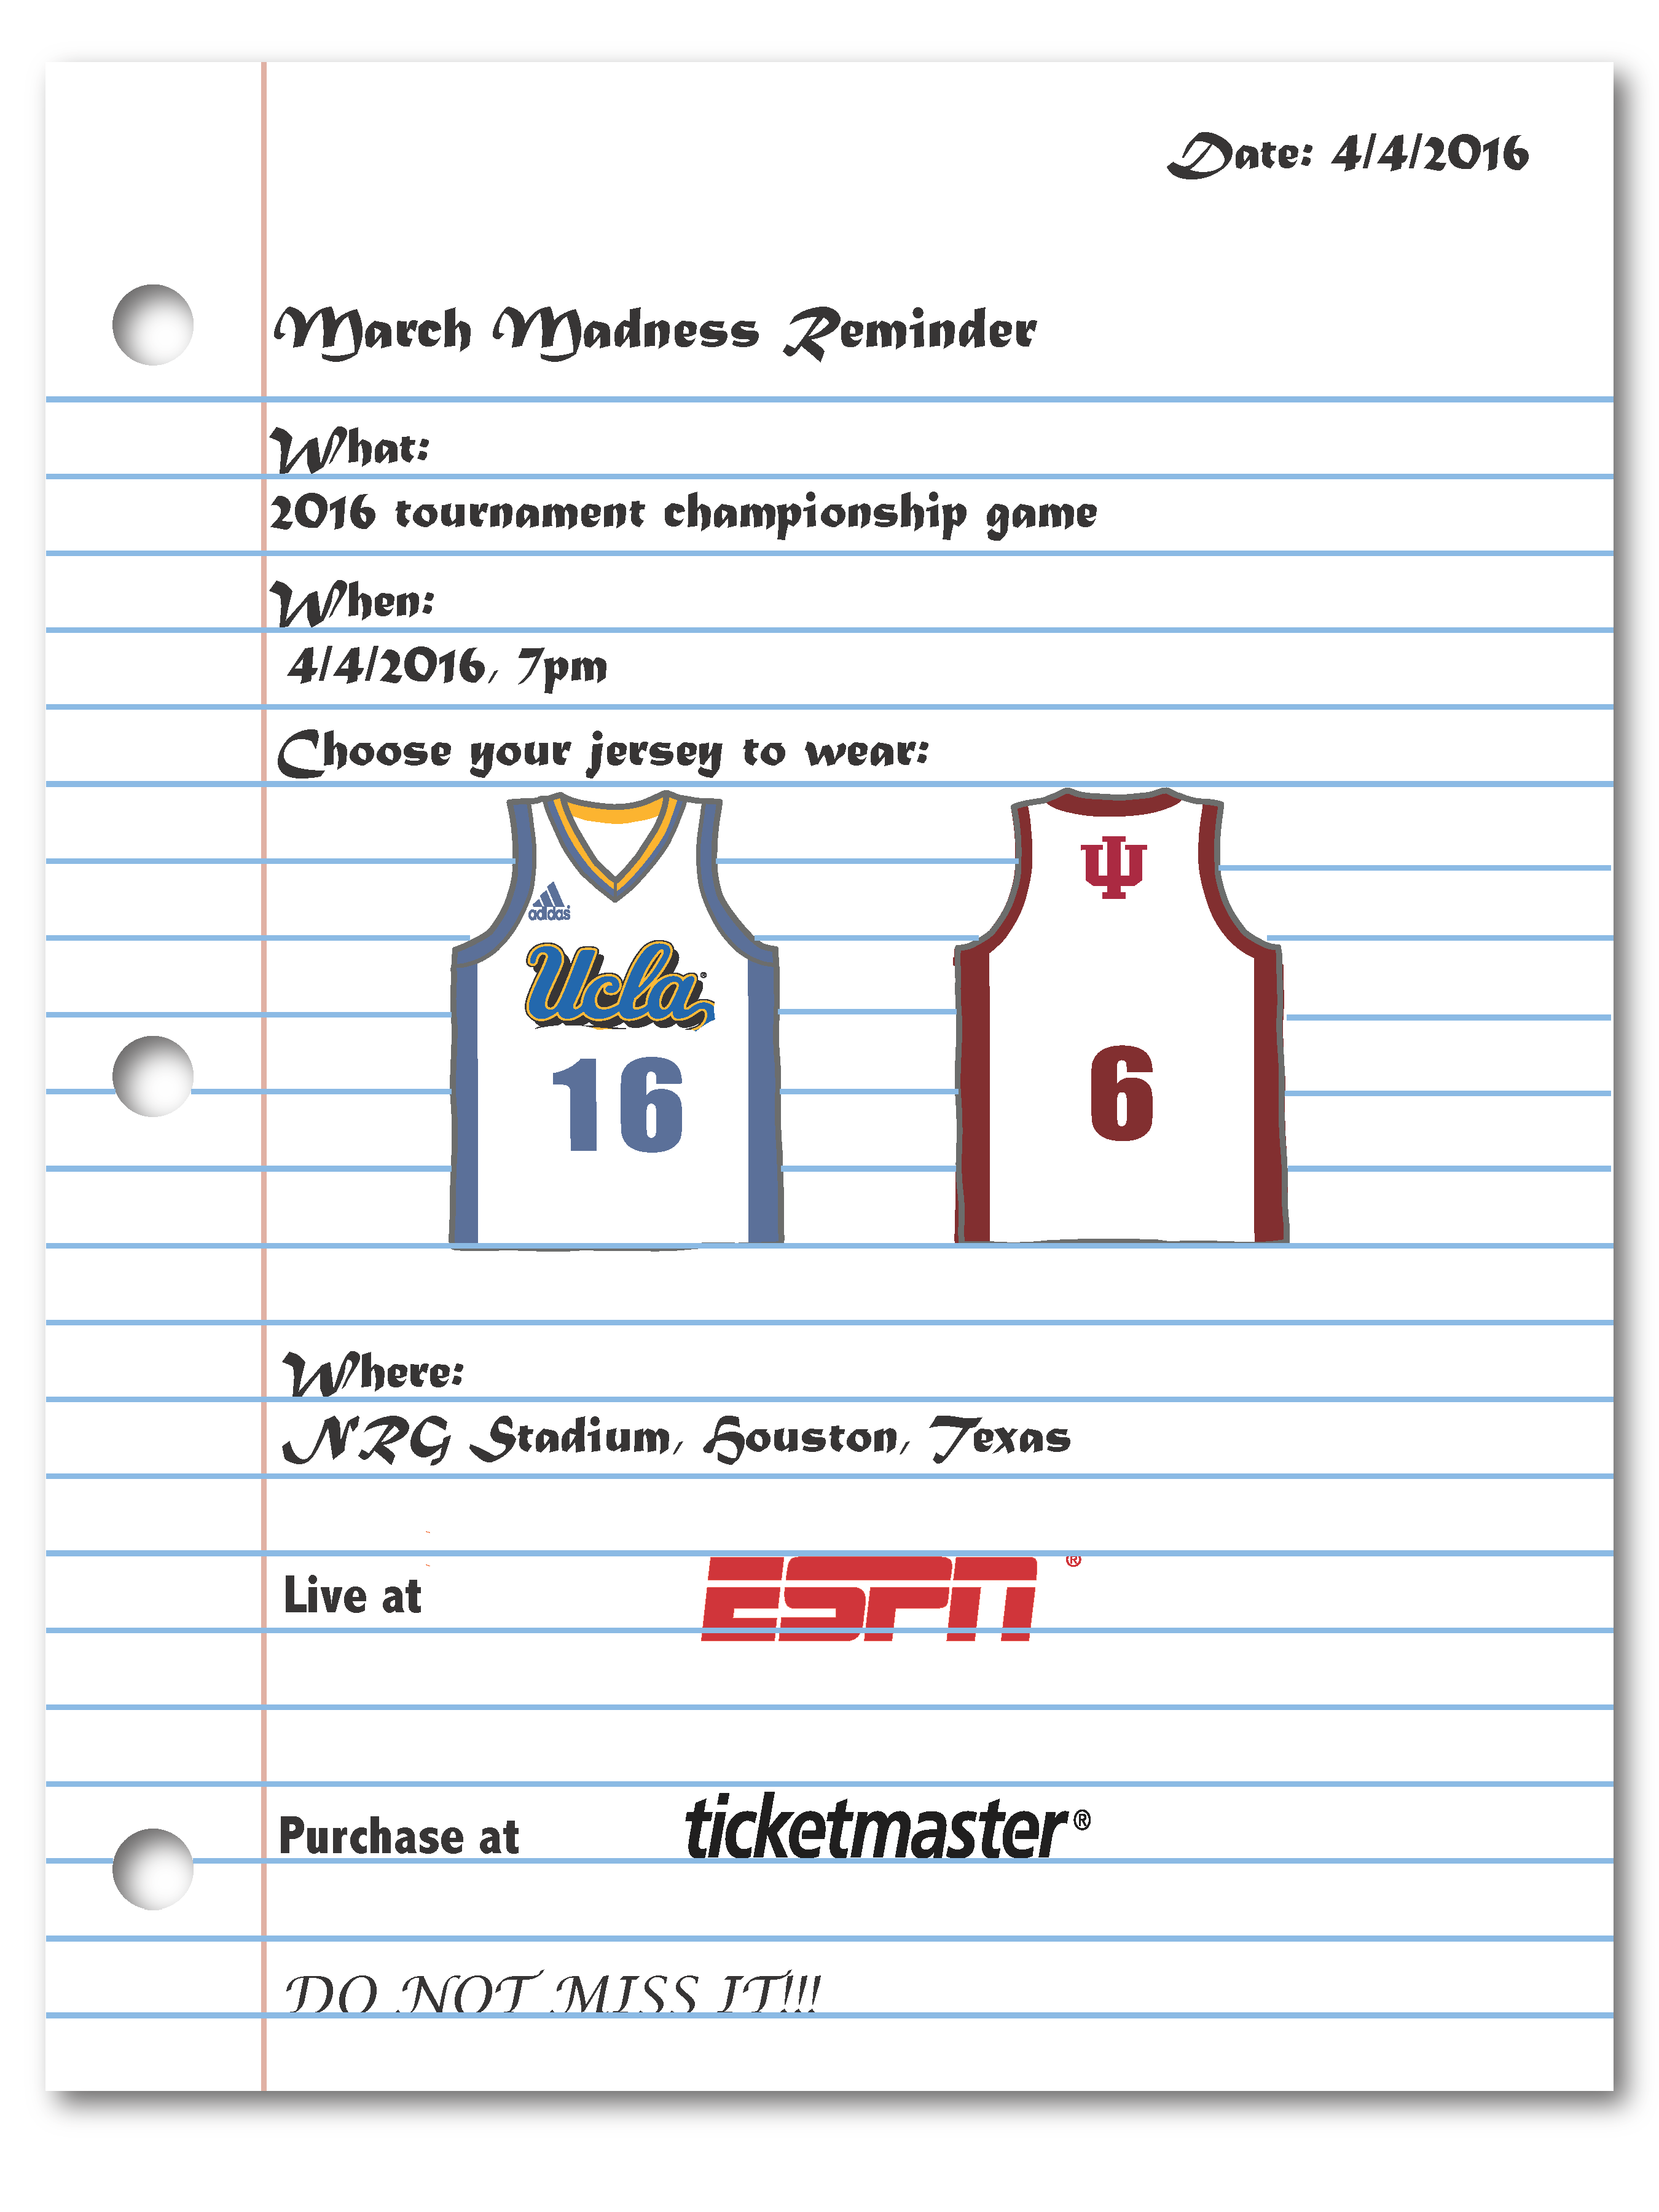 Date: 4/4/2016
March Madness Reminder
What:
2016 tournament championship game
When:
4/4/2016, 7pm
Choose your jersey to wear:
adidas
Ucla®
16
IU
6
Where:
NRG Stadium, Houston, Texas
Live at ESPN®
Purchase at ticketmaster®
DO NOT MISS IT!!!